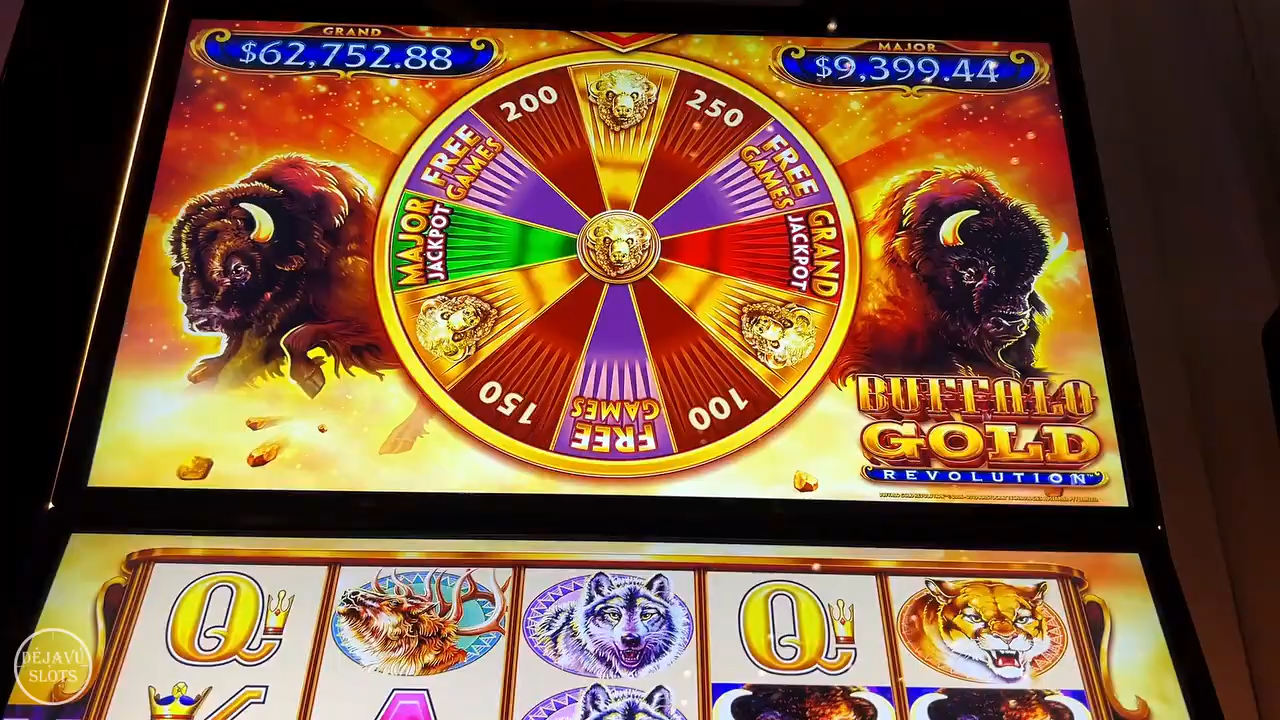 GRAND
$62,752.88
MAJOR
$9,399.44
200
250
FREE
GAMES
FREE
GAMES
MAJOR
JACKPOT
GRAND
JACKPOT
150
FREE
GAMES
100
BUFFALO
GOLD
REVOLUTION™
Q
Q
DÉJAVU
SLOTS